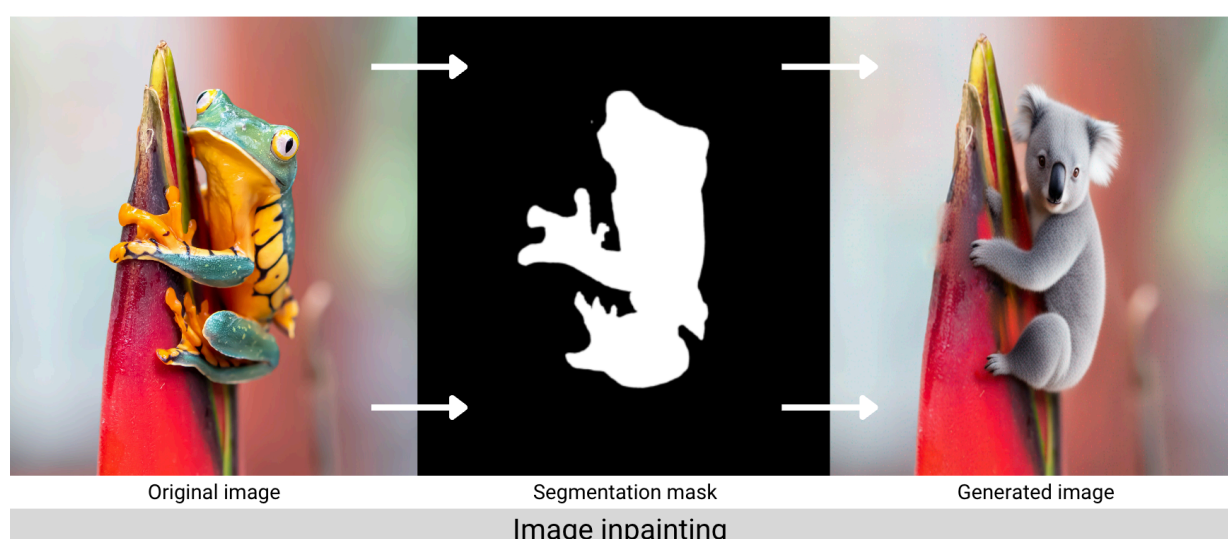 Original image
Segmentation mask
Generated image
Image inpainting